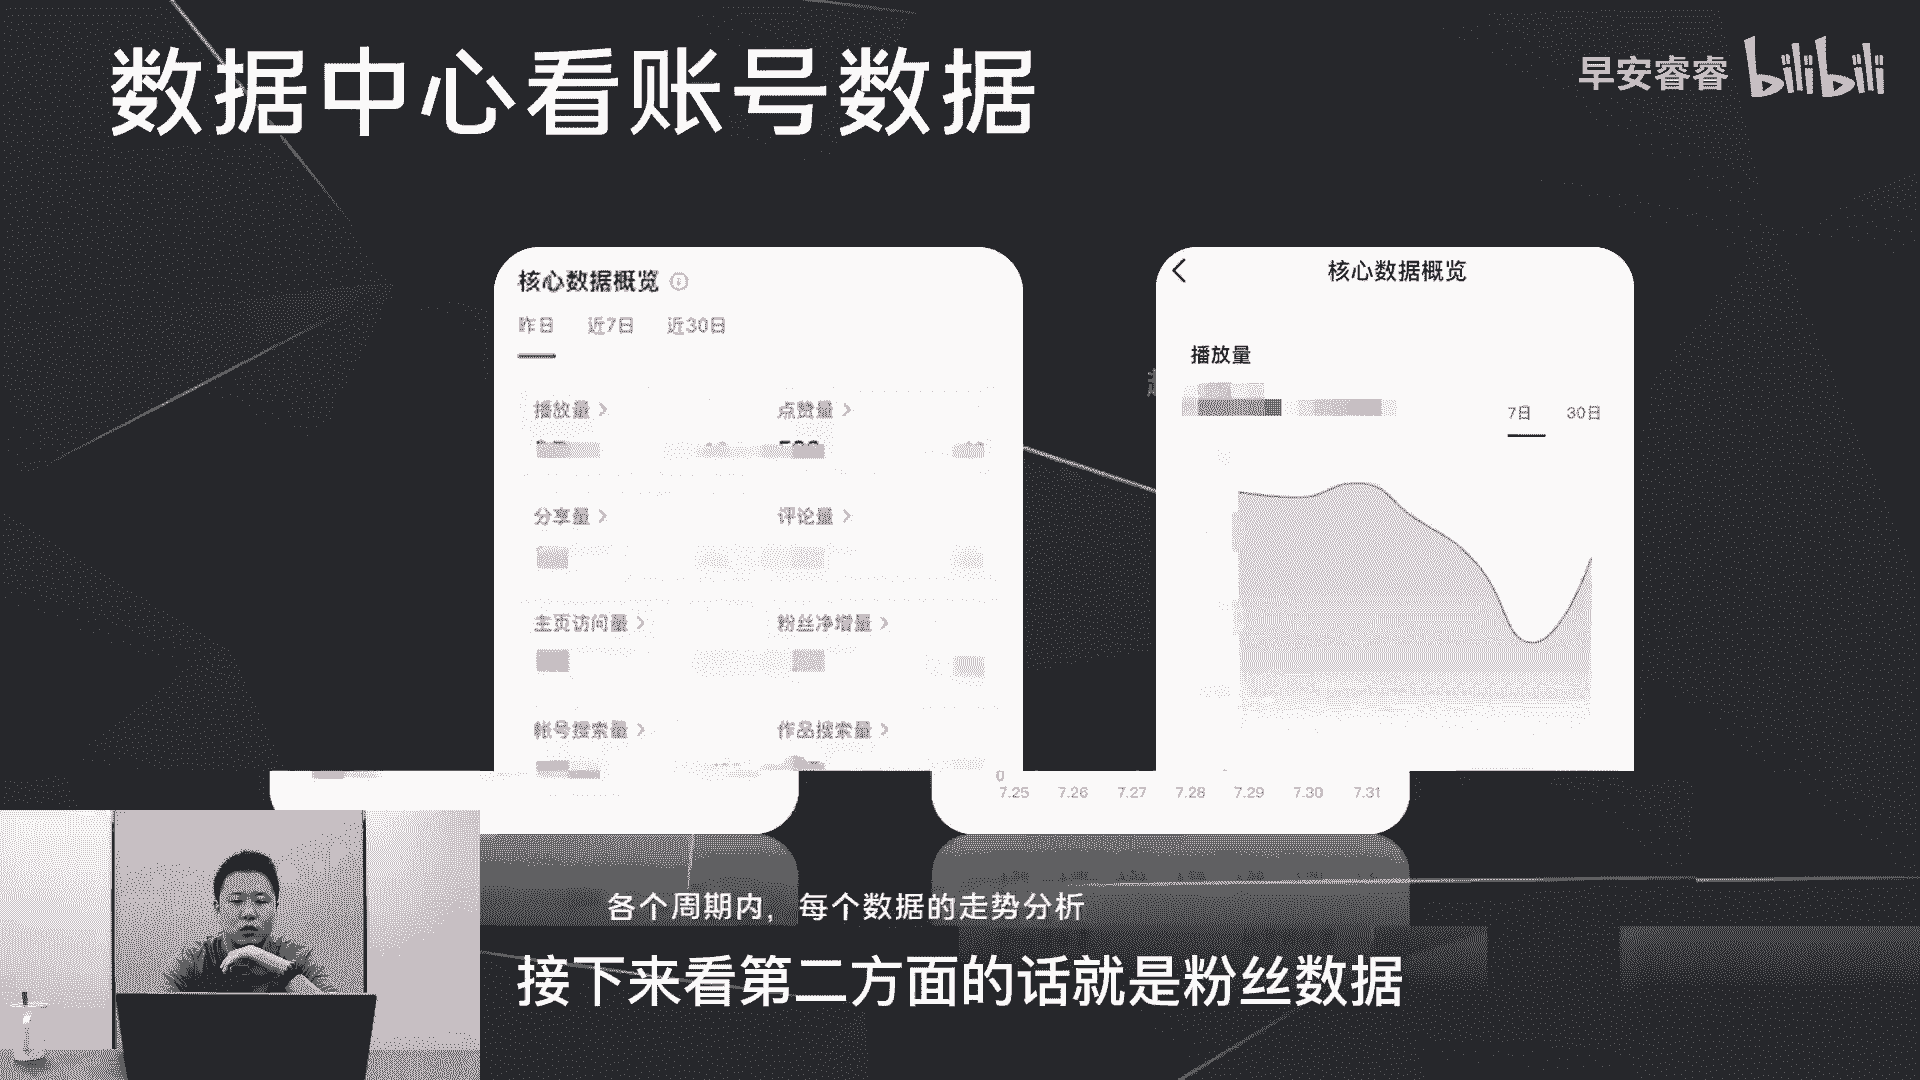 数据中心看账号数据
早安睿睿 bilibili
核心数据概览
昨日 近7日 近30日
播放量 点赞量
分享量 评论量
主页访问量 粉丝净增量
帐号搜索量 作品搜索量
核心数据概览
播放量
7日 30日
0
7.25 7.26 7.27 7.28 7.29 7.30 7.31
各个周期内，每个数据的走势分析
接下来看第二方面的话就是粉丝数据